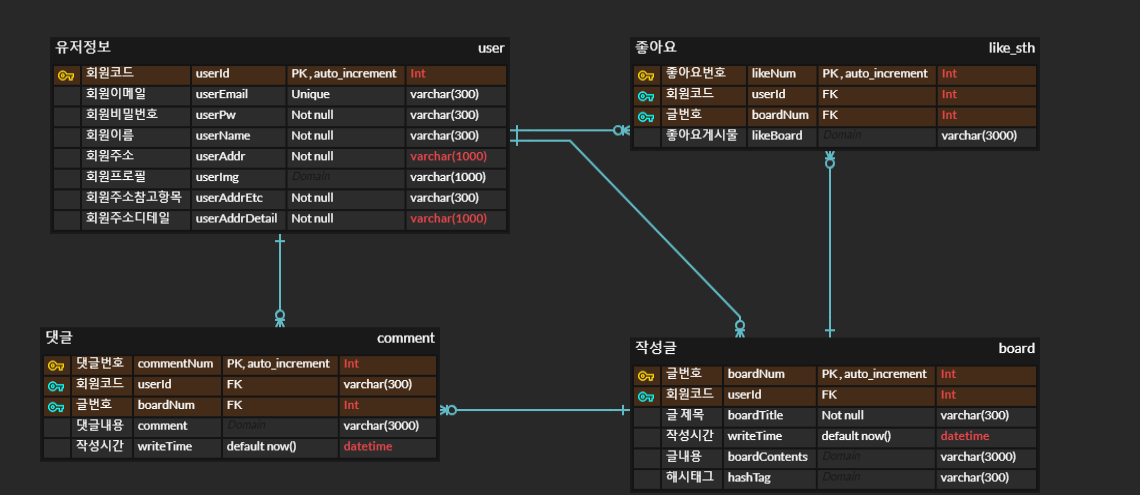 유저정보 user
회원코드 userId PK , auto_increment Int
회원이메일 userEmail Unique varchar(300)
회원비밀번호 userPw Not null varchar(300)
회원이름 userName Not null varchar(300)
회원주소 userAddr Not null varchar(1000)
회원프로필 userImg Domain varchar(1000)
회원주소참고항목 userAddrEtc Not null varchar(300)
회원주소디테일 userAddrDetail Not null varchar(1000)
좋아요 like_sth
좋아요번호 likeNum PK , auto_increment Int
회원코드 userId FK Int
글번호 boardNum FK Int
좋아요게시물 likeBoard Domain varchar(3000)
댓글 comment
댓글번호 commentNum PK, auto_increment Int
회원코드 userId FK varchar(300)
글번호 boardNum FK Int
댓글내용 comment Domain varchar(3000)
작성시간 writeTime default now() datetime
작성글 board
글번호 boardNum PK , auto_increment Int
회원코드 userId FK Int
글 제목 boardTitle Not null varchar(300)
작성시간 writeTime default now() datetime
글내용 boardContents Domain varchar(3000)
해시태그 hashTag Domain varchar(300)